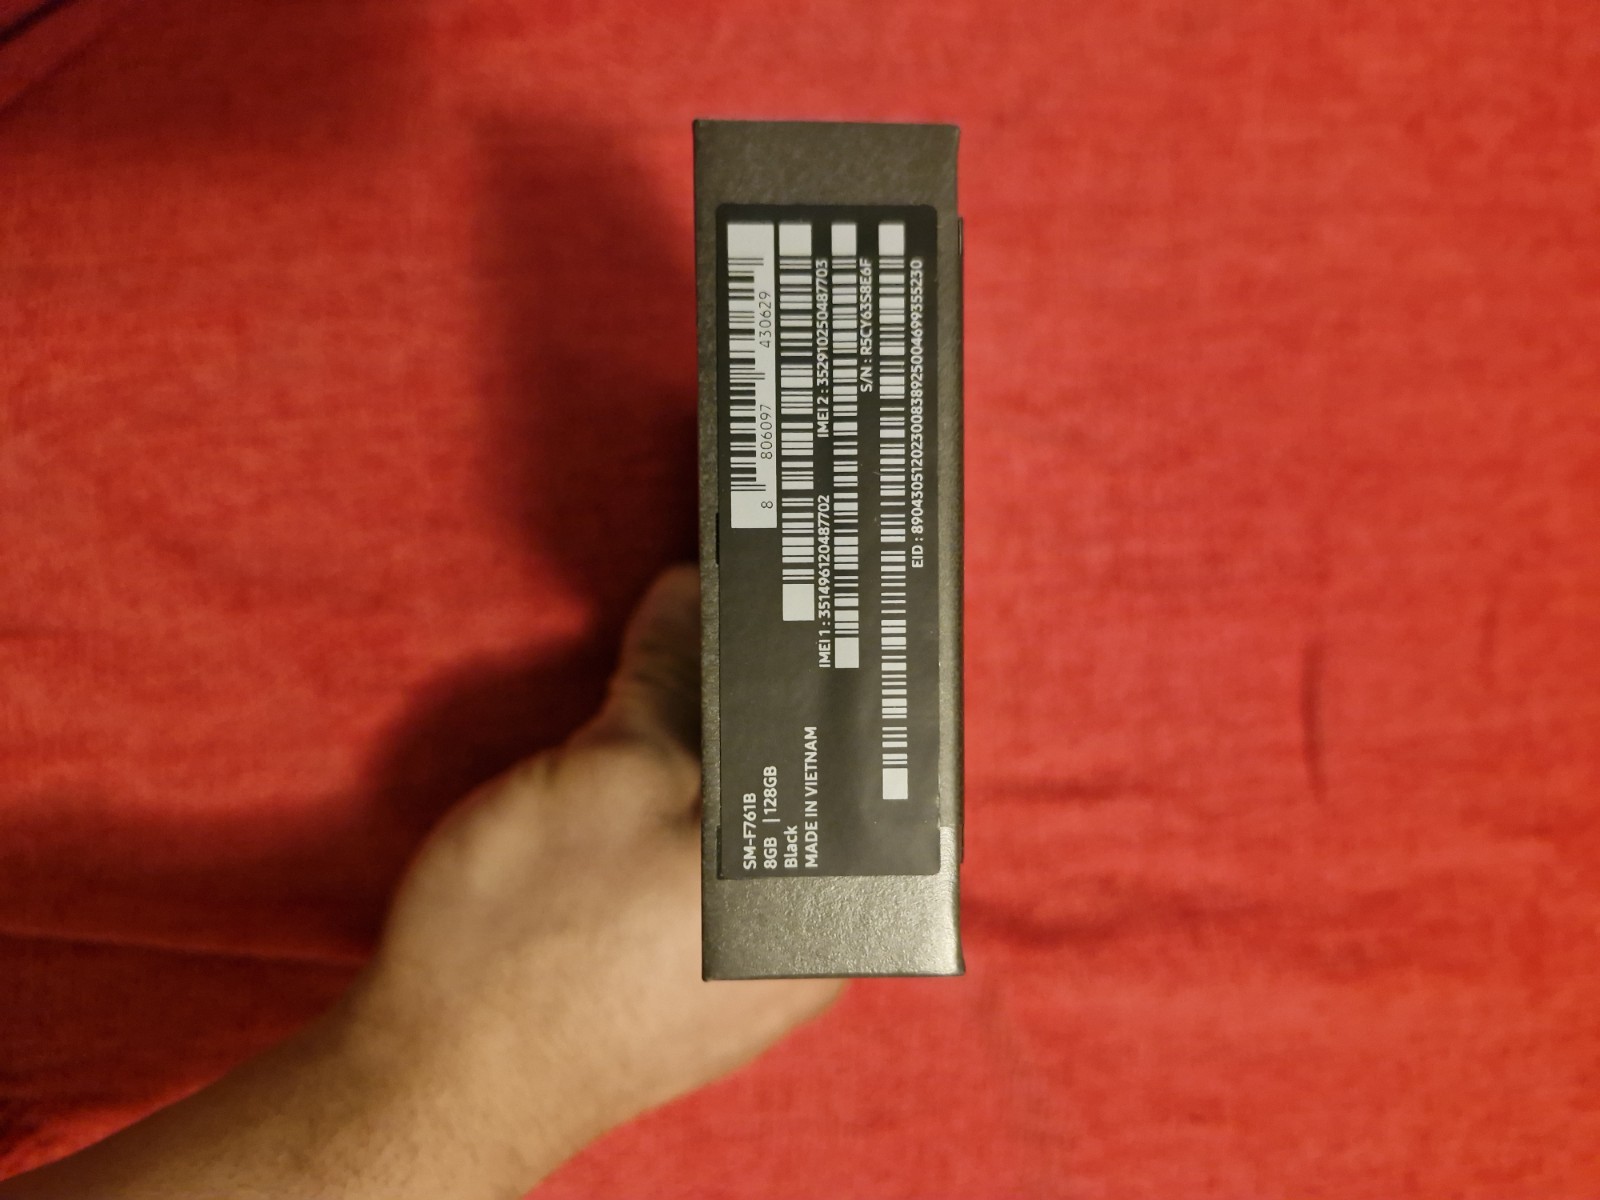 SM-F761B
8GB | 128GB
Black
MADE IN VIETNAM
8 806097 430629
IMEI 1 : 351496120487702 IMEI 2 : 352910250487703
S/N : R5CY6358E6F
EID : 89043051202300838925004699355230